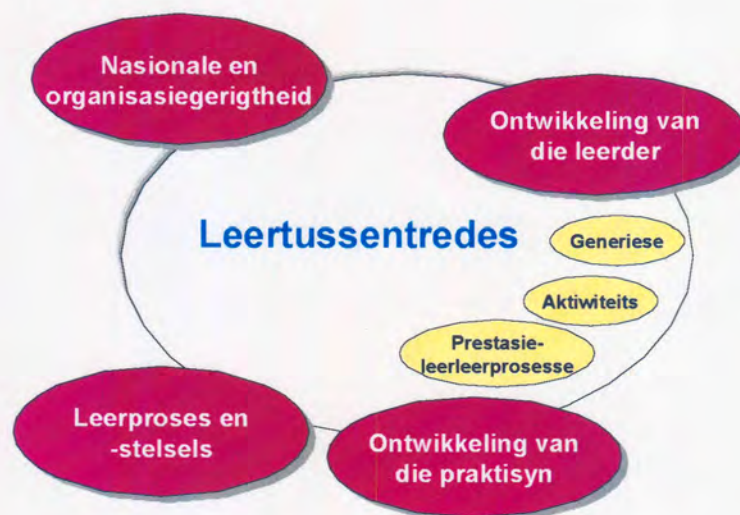 Nasionale en
organisasiegerigtheid
Ontwikkeling van
die leerder
Leertussentredes
Generiese
Aktiwiteits
Prestasie-
leerleerprosesse
Leerproses en
-stelsels
Ontwikkeling van
die praktisyn